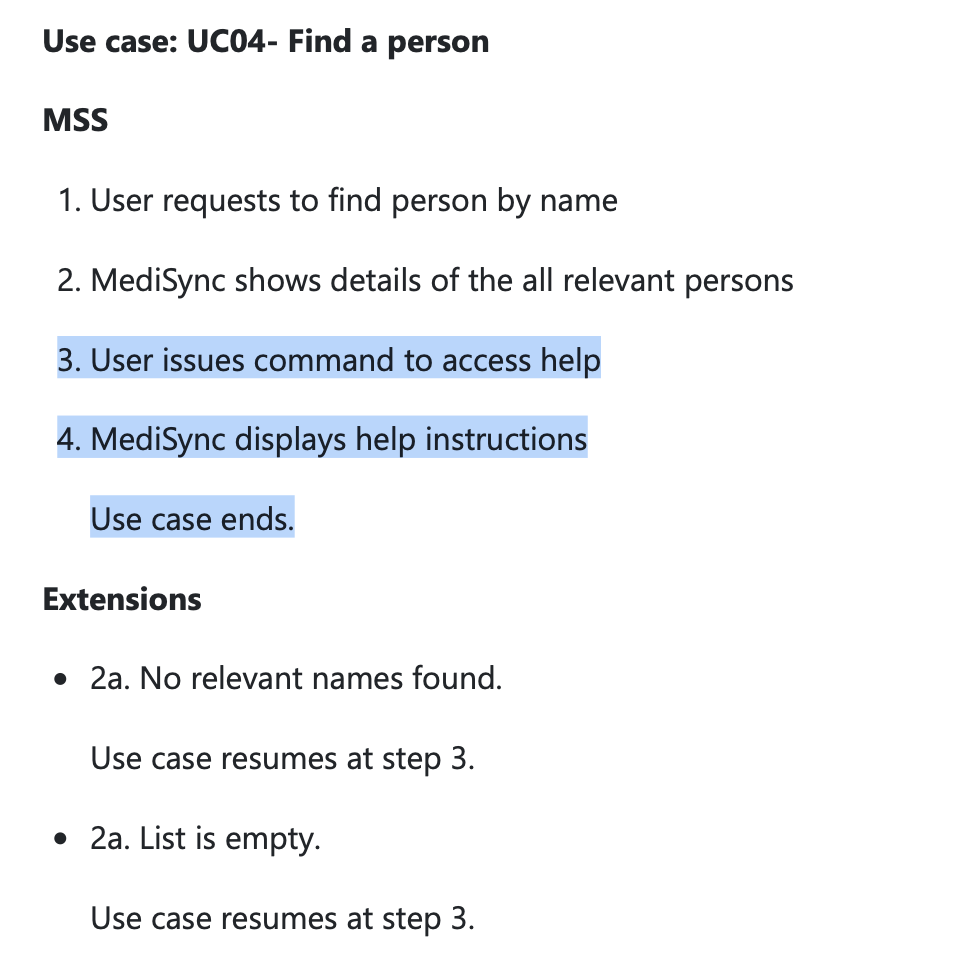 Use case: UC04- Find a person
MSS
1. User requests to find person by name
2. MediSync shows details of the all relevant persons
3. User issues command to access help
4. MediSync displays help instructions
Use case ends.
Extensions
• 2a. No relevant names found.
Use case resumes at step 3.
• 2a. List is empty.
Use case resumes at step 3.